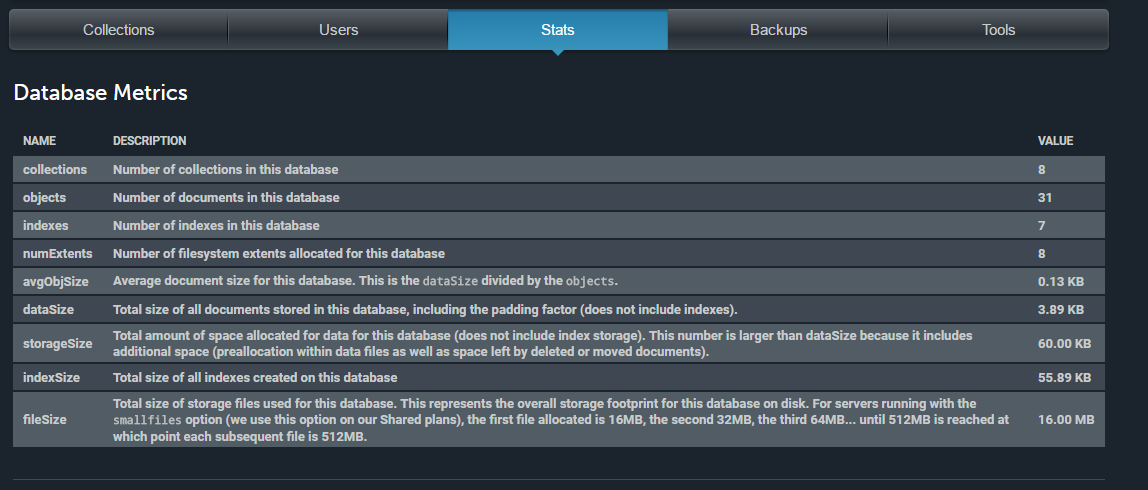 Collections Users Stats Backups Tools
Database Metrics
NAME DESCRIPTION VALUE
collections Number of collections in this database 8
objects Number of documents in this database 31
indexes Number of indexes in this database 7
numExtents Number of filesystem extents allocated for this database 8
avgObjSize Average document size for this database. This is the dataSize divided by the objects. 0.13 KB
dataSize Total size of all documents stored in this database, including the padding factor (does not include indexes). 3.89 KB
storageSize Total amount of space allocated for data for this database (does not include index storage). This number is larger than dataSize because it includes
additional space (preallocation within data files as well as space left by deleted or moved documents). 60.00 KB
indexSize Total size of all indexes created on this database 55.89 KB
fileSize Total size of storage files used for this database. This represents the overall storage footprint for this database on disk. For servers running with the
smallfiles option (we use this option on our Shared plans), the first file allocated is 16MB, the second 32MB, the third 64MB... until 512MB is reached at 16.00 MB
which point each subsequent file is 512MB.